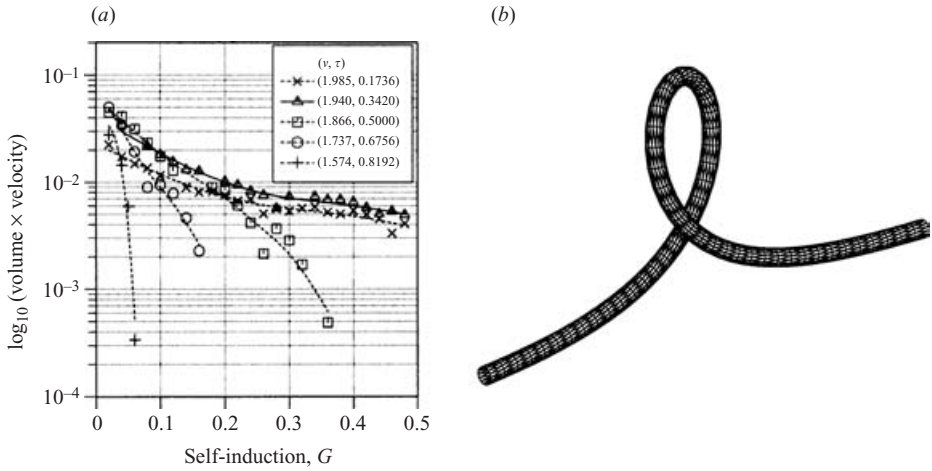 (a)
(b)
(v, τ)
(1.985, 0.1736)
(1.940, 0.3420)
(1.866, 0.5000)
(1.737, 0.6756)
(1.574, 0.8192)
log₁₀ (volume × velocity)
10⁻¹
10⁻²
10⁻³
10⁻⁴
0 0.1 0.2 0.3 0.4 0.5
Self-induction, G